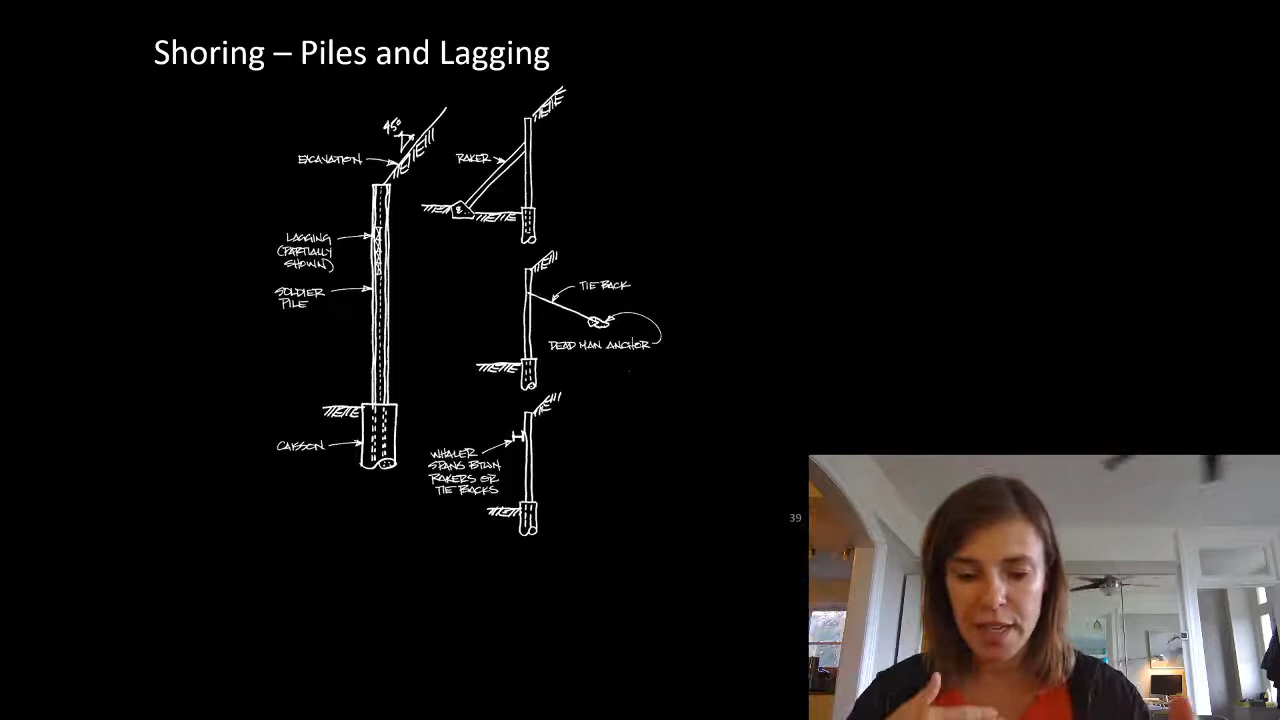 Shoring – Piles and Lagging
45°
EXCAVATION
LAGGING
(PARTIALLY
SHOWN)
SOLDIER
PILE
CAISSON
RAKER
TIE BACK
DEAD MAN ANCHOR
WHALER
SPANS BTWN
RAKERS OR
TIE BACKS
39